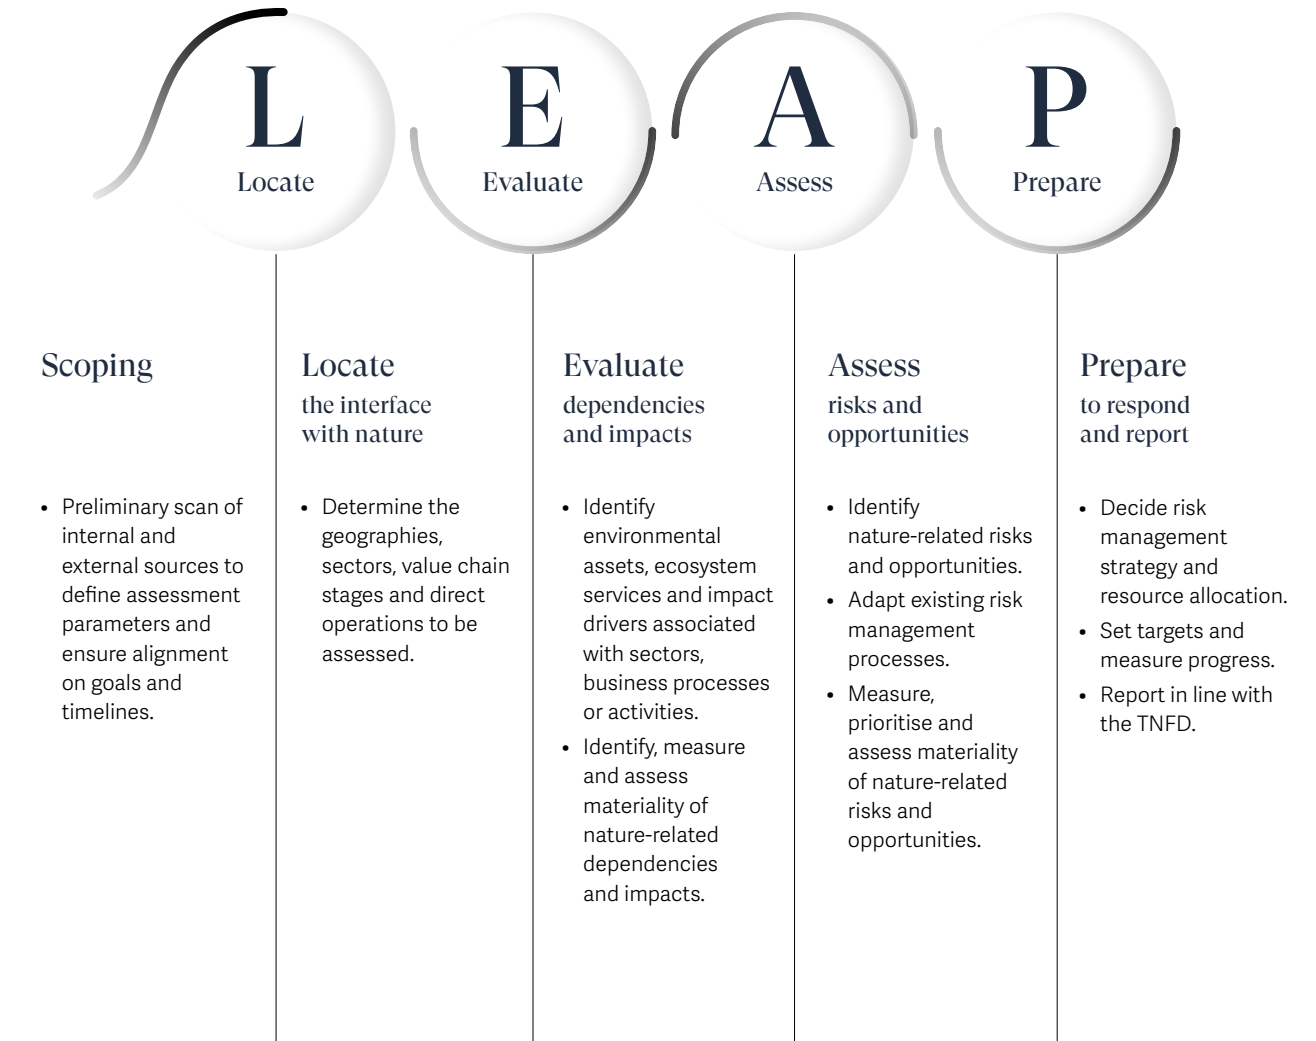 L
Locate
E
Evaluate
A
Assess
P
Prepare
Scoping
• Preliminary scan of
internal and
external sources to
define assessment
parameters and
ensure alignment
on goals and
timelines.
Locate
the interface
with nature
• Determine the
geographies,
sectors, value chain
stages and direct
operations to be
assessed.
Evaluate
dependencies
and impacts
• Identify
environmental
assets, ecosystem
services and impact
drivers associated
with sectors,
business processes
or activities.
• Identify, measure
and assess
materiality of
nature-related
dependencies
and impacts.
Assess
risks and
opportunities
• Identify
nature-related risks
and opportunities.
• Adapt existing risk
management
processes.
• Measure,
prioritise and
assess materiality
of nature-related
risks and
opportunities.
Prepare
to respond
and report
• Decide risk
management
strategy and
resource allocation.
• Set targets and
measure progress.
• Report in line with
the TNFD.